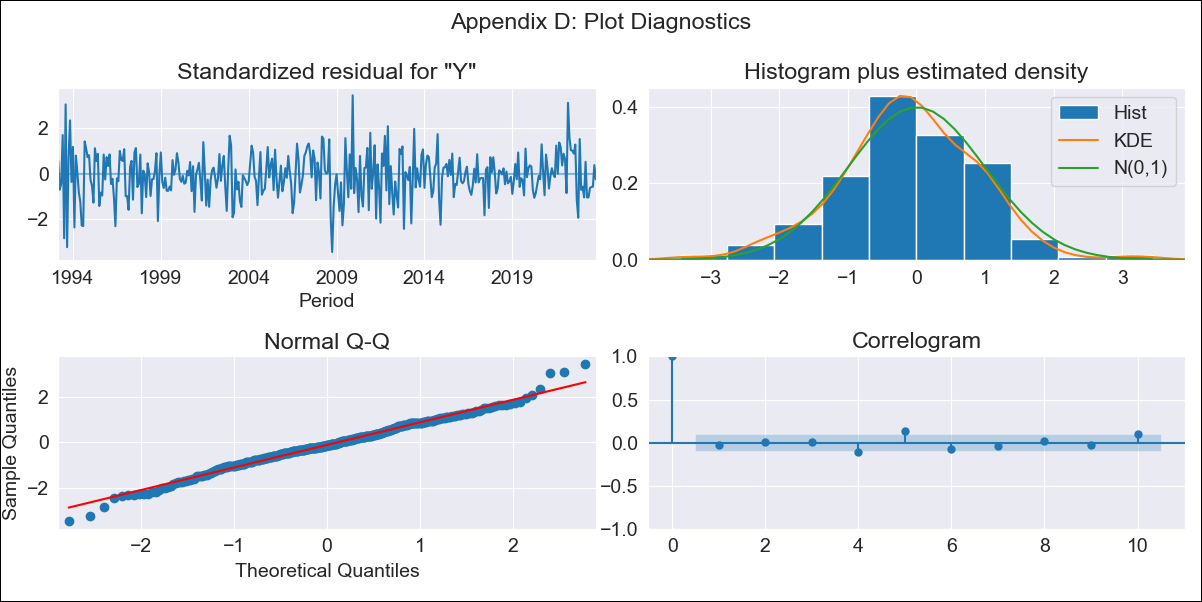 Appendix D: Plot Diagnostics
Standardized residual for "Y"
2
0
−2
1994 1999 2004 2009 2014 2019
Period
Histogram plus estimated density
0.4
0.2
0.0
−3 −2 −1 0 1 2 3
Hist
KDE
N(0,1)
Normal Q-Q
Sample Quantiles
2
0
−2
−2 −1 0 1 2
Theoretical Quantiles
Correlogram
1.0
0.5
0.0
−0.5
−1.0
0 2 4 6 8 10